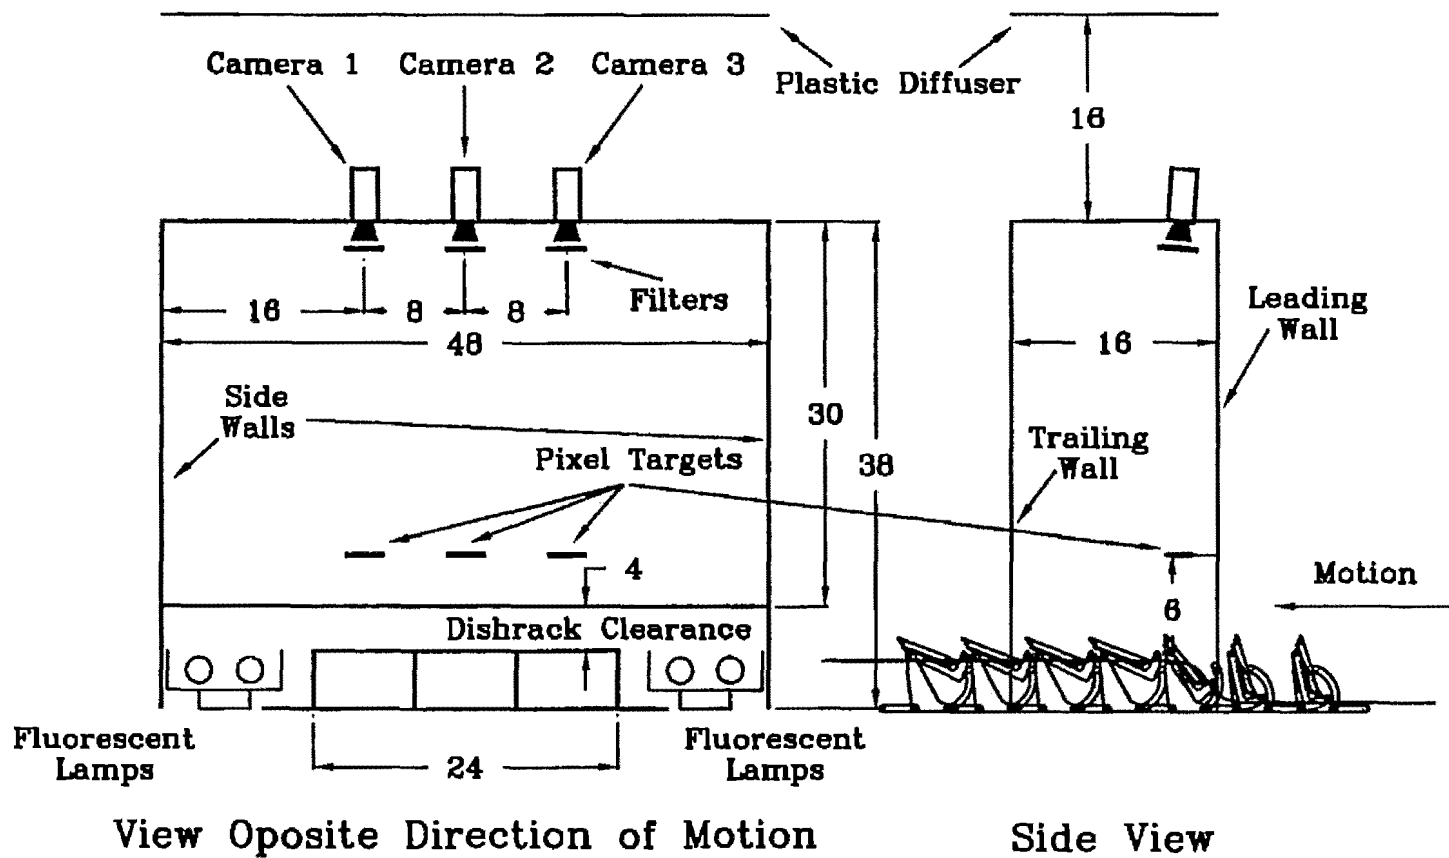 Camera 1 Camera 2 Camera 3
Plastic Diffuser
16
Filters
16 8 8
48
Leading
Wall
16
Side
Walls
30
Trailing
Wall
Pixel Targets
38
4
Motion
6
Dishrack Clearance
Fluorescent
Lamps
24
Fluorescent
Lamps
View Oposite Direction of Motion
Side View